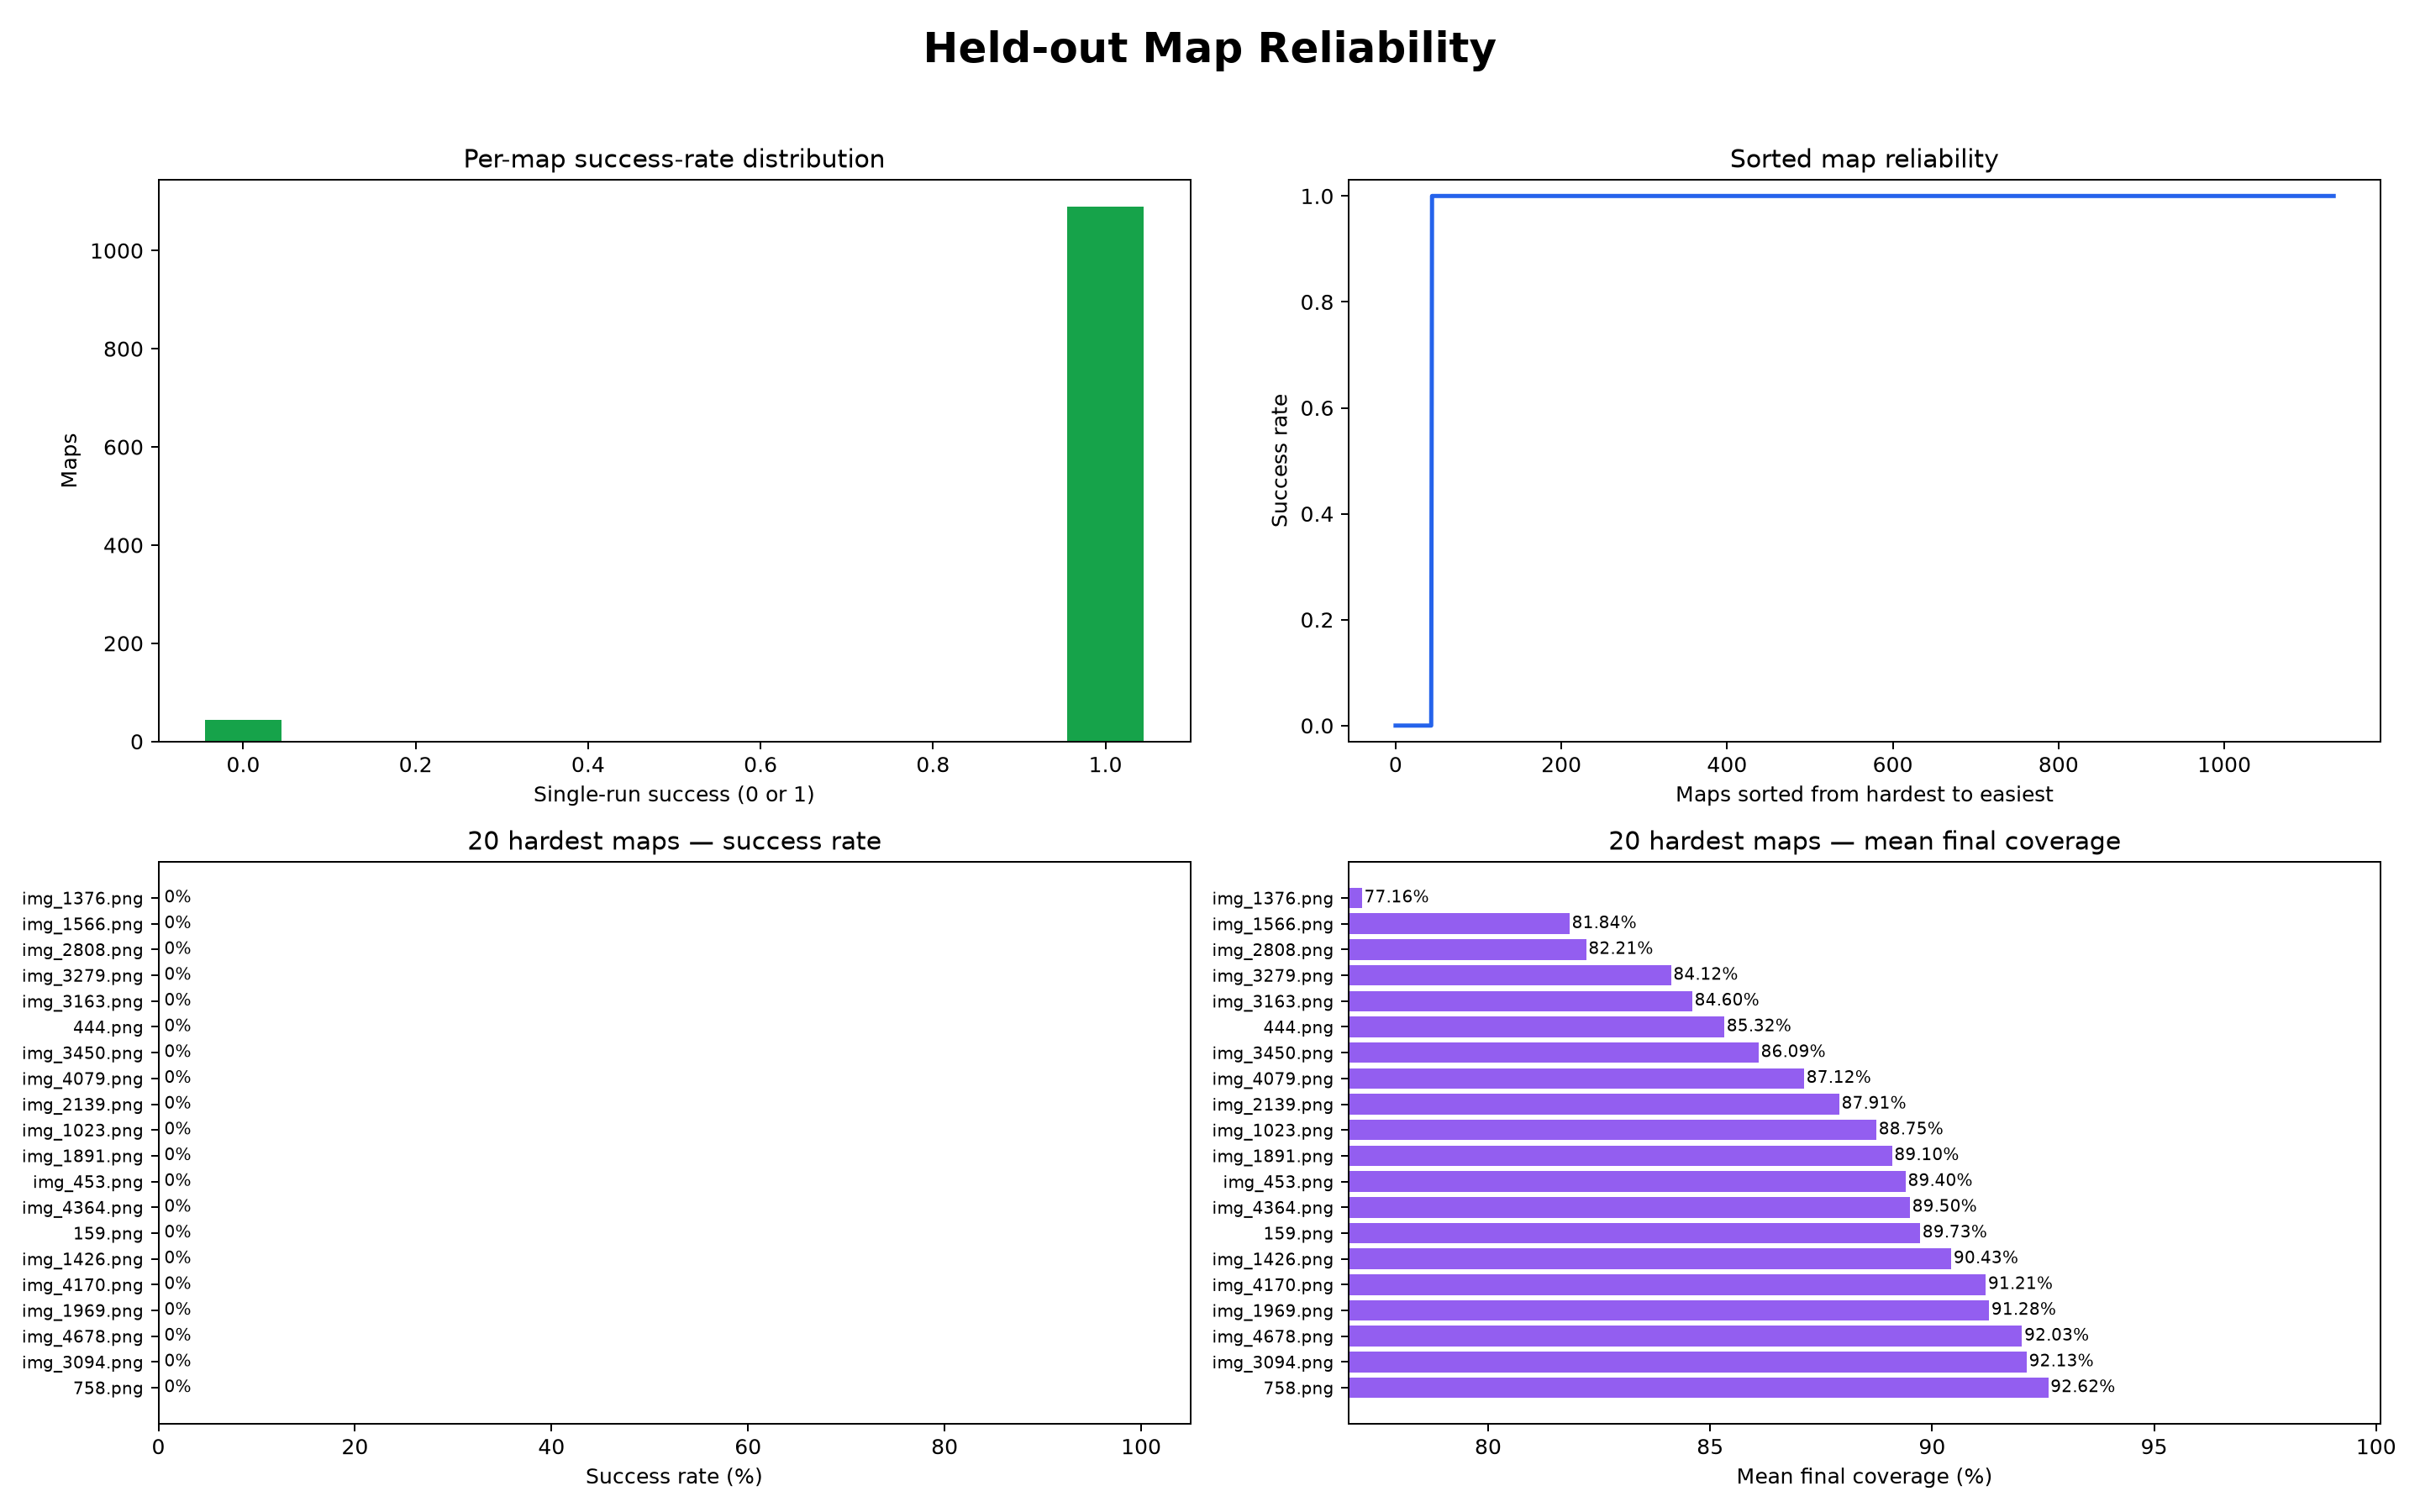 Held-out Map Reliability
Per-map success-rate distribution
Maps
1000
800
600
400
200
0
0.0 0.2 0.4 0.6 0.8 1.0
Single-run success (0 or 1)
Sorted map reliability
Success rate
1.0
0.8
0.6
0.4
0.2
0.0
0 200 400 600 800 1000
Maps sorted from hardest to easiest
20 hardest maps — success rate
img_1376.png 0%
img_1566.png 0%
img_2808.png 0%
img_3279.png 0%
img_3163.png 0%
444.png 0%
img_3450.png 0%
img_4079.png 0%
img_2139.png 0%
img_1023.png 0%
img_1891.png 0%
img_453.png 0%
img_4364.png 0%
159.png 0%
img_1426.png 0%
img_4170.png 0%
img_1969.png 0%
img_4678.png 0%
img_3094.png 0%
758.png 0%
0 20 40 60 80 100
Success rate (%)
20 hardest maps — mean final coverage
img_1376.png 77.16%
img_1566.png 81.84%
img_2808.png 82.21%
img_3279.png 84.12%
img_3163.png 84.60%
444.png 85.32%
img_3450.png 86.09%
img_4079.png 87.12%
img_2139.png 87.91%
img_1023.png 88.75%
img_1891.png 89.10%
img_453.png 89.40%
img_4364.png 89.50%
159.png 89.73%
img_1426.png 90.43%
img_4170.png 91.21%
img_1969.png 91.28%
img_4678.png 92.03%
img_3094.png 92.13%
758.png 92.62%
80 85 90 95 100
Mean final coverage (%)